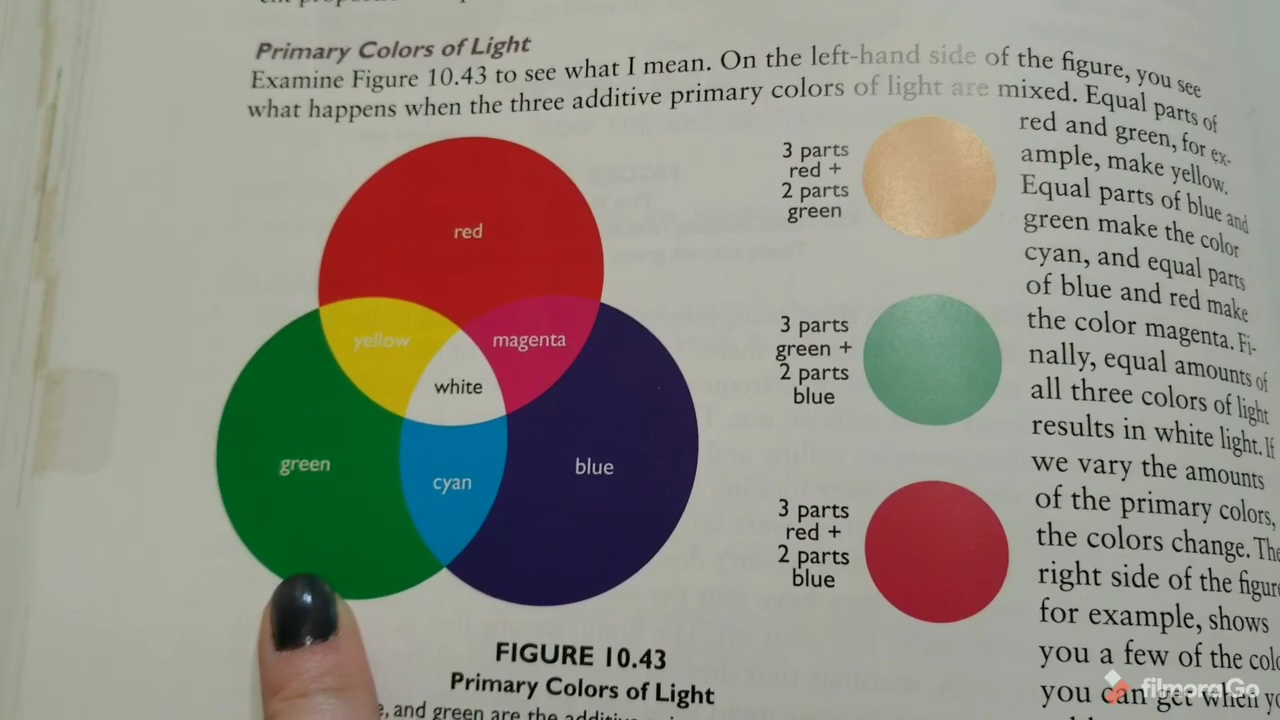 Primary Colors of Light
Examine Figure 10.43 to see what I mean. On the left-hand side of the figure, you see
what happens when the three additive primary colors of light are mixed. Equal parts of
red and green, for ex-
ample, make yellow.
Equal parts of blue and
green make the color
cyan, and equal parts
of blue and red make
the color magenta. Fi-
nally, equal amounts of
all three colors of light
results in white light. If
we vary the amounts
of the primary colors,
the colors change. The
right side of the figure
for example, shows
you a few of the
you can get when
red
yellow
magenta
white
green
cyan
blue
3 parts
red +
2 parts
green
3 parts
green +
2 parts
blue
3 parts
red +
2 parts
blue
FIGURE 10.43
Primary Colors of Light
and green are the additive
filmora Go